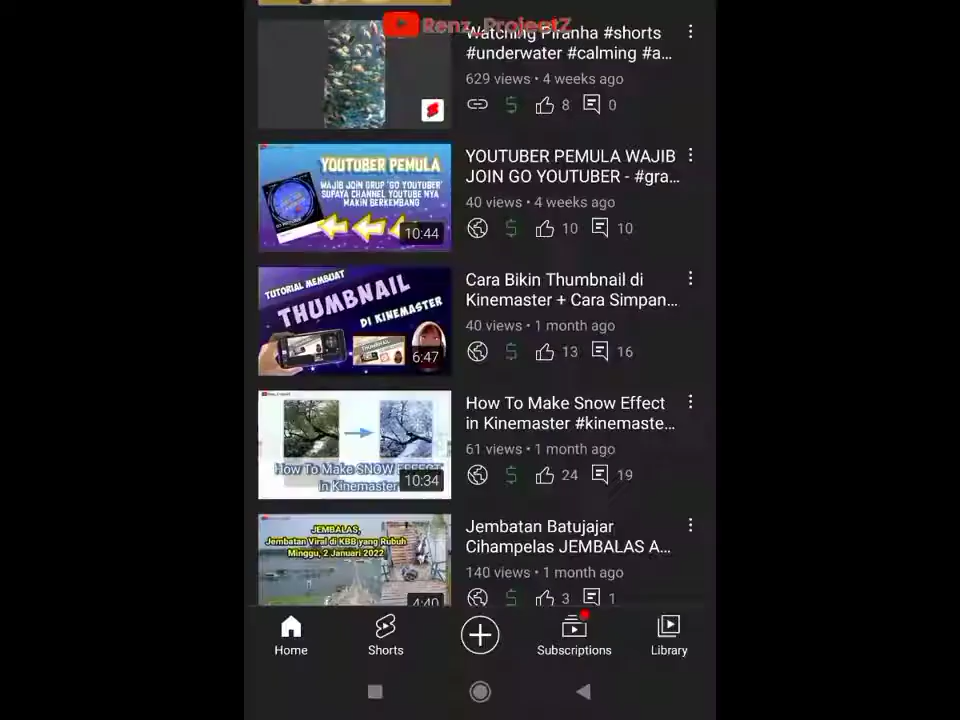 Renz_ProjectZ
Watching Piranha #shorts
#underwater #calming #a...
629 views • 4 weeks ago
8
0
YOUTUBER PEMULA
WAJIB JOIN GRUP "GO YOUTUBER"
SUPAYA CHANNEL YOUTUBE NYA
MAKIN BERKEMBANG
10:44
YOUTUBER PEMULA WAJIB
JOIN GO YOUTUBER - #gra...
40 views • 4 weeks ago
10
10
TUTORIAL MEMBUAT
THUMBNAIL
DI KINEMASTER
6:47
Cara Bikin Thumbnail di
Kinemaster + Cara Simpan...
40 views • 1 month ago
13
16
How To Make SNOW EFFECT
in Kinemaster
10:34
How To Make Snow Effect
in Kinemaster #kinemaste...
61 views • 1 month ago
24
19
JEMBALAS,
Jembatan Viral di KBB yang Rubuh
Minggu, 2 Januari 2022
4:40
Jembatan Batujajar
Cihampelas JEMBALAS A...
140 views • 1 month ago
3
1
Home
Shorts
Subscriptions
Library